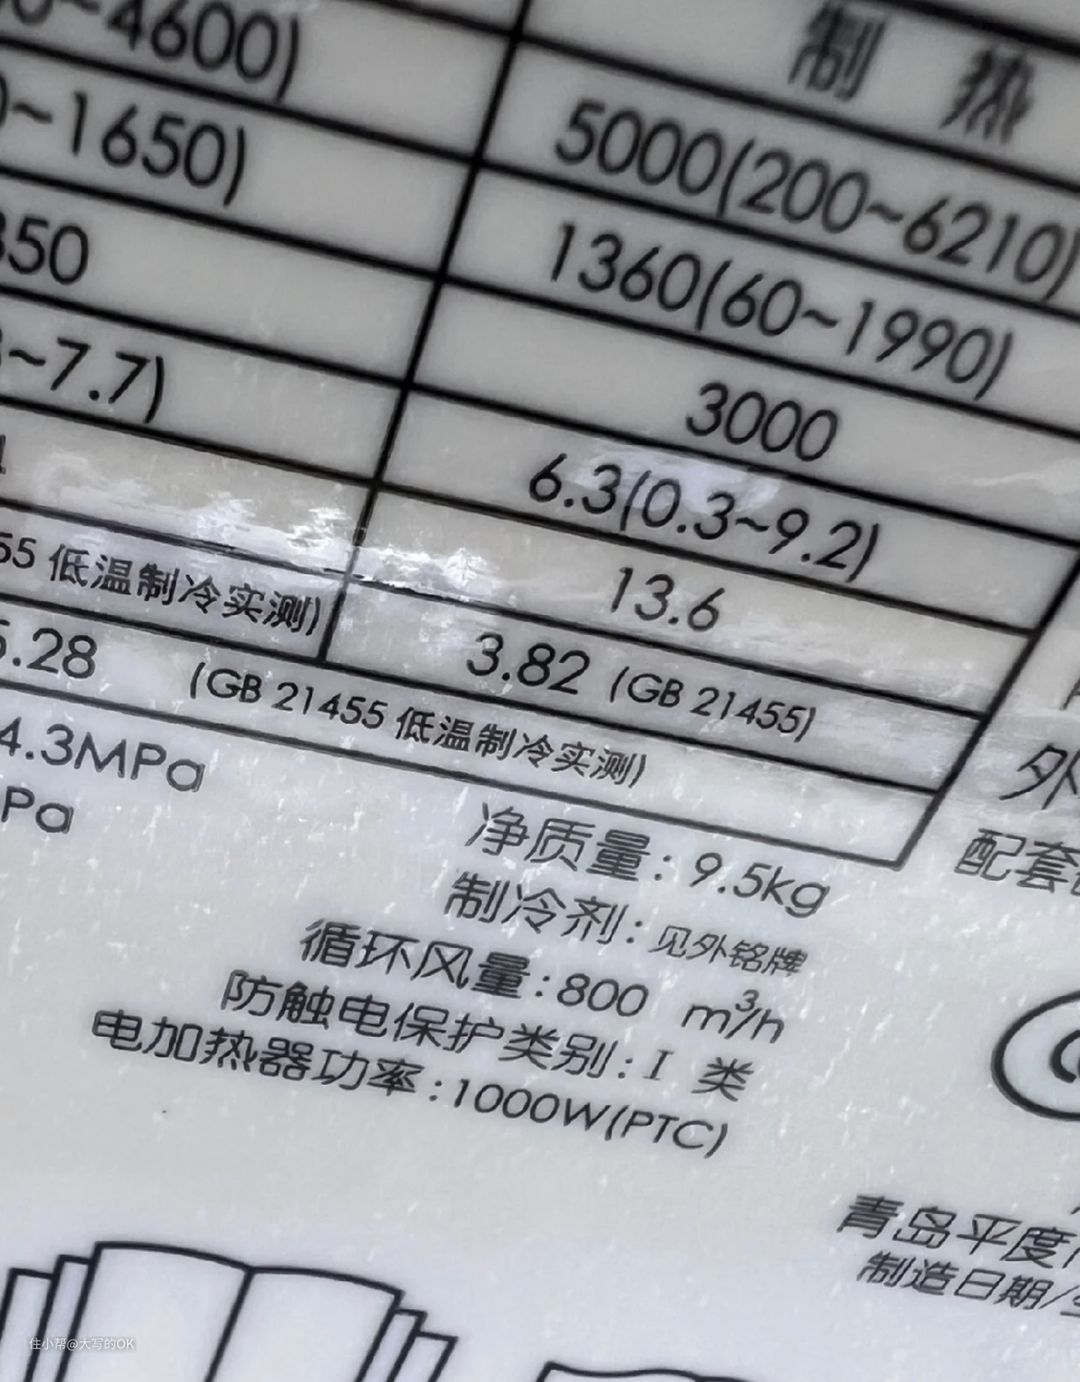 制 热
~4600)
5000(200~6210)
~1650)
1360(60~1990)
350
3000
~7.7)
6.3(0.3~9.2)
13.6
55 低温制冷实测)
3.82 (GB 21455)
5.28 (GB 21455 低温制冷实测)
4.3MPa
Pa
外
配套
净质量: 9.5kg
制冷剂: 见外铭牌
循环风量:800 m³/h
防触电保护类别: I 类
电加热器功率:1000W(PTC)
青岛平度
制造日期/
住小帮@大写的OK